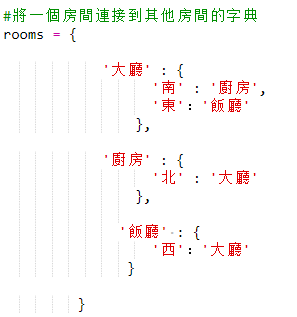 #將一個房間連接到其他房間的字典
rooms = {
'大廳' : {
'南' : '廚房',
'東' : '飯廳'
},
'廚房' : {
'北' : '大廳'
},
'飯廳' : {
'西' : '大廳'
}
}